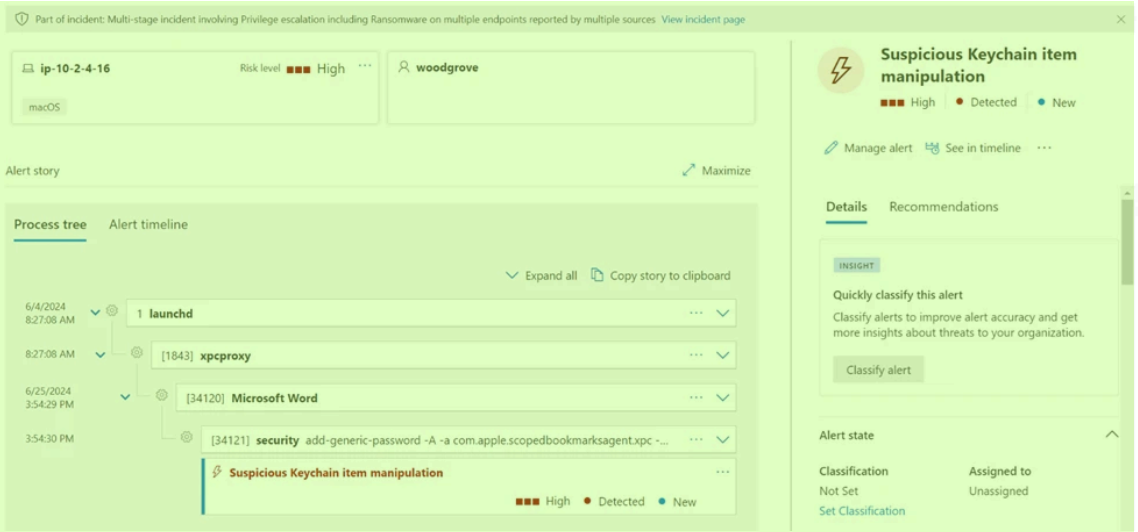 Part of incident: Multi-stage incident involving Privilege escalation including Ransomware on multiple endpoints reported by multiple sources View incident page
ip-10-2-4-16
Risk level High ...
macOS
woodgrove
Suspicious Keychain item
manipulation
High Detected New
Manage alert See in timeline ...
Alert story
Maximize
Process tree Alert timeline
Expand all Copy story to clipboard
6/4/2024
8:27:08 AM
1 launchd ...
8:27:08 AM
[1843] xpcproxy ...
6/25/2024
3:54:29 PM
[34120] Microsoft Word ...
3:54:30 PM
[34121] security add-generic-password -A -a com.apple.scopedbookmarksagent.xpc -... ...
Suspicious Keychain item manipulation ...
High Detected New
Details Recommendations
INSIGHT
Quickly classify this alert
Classify alerts to improve alert accuracy and get
more insights about threats to your organization.
Classify alert
Alert state
Classification Assigned to
Not Set Unassigned
Set Classification